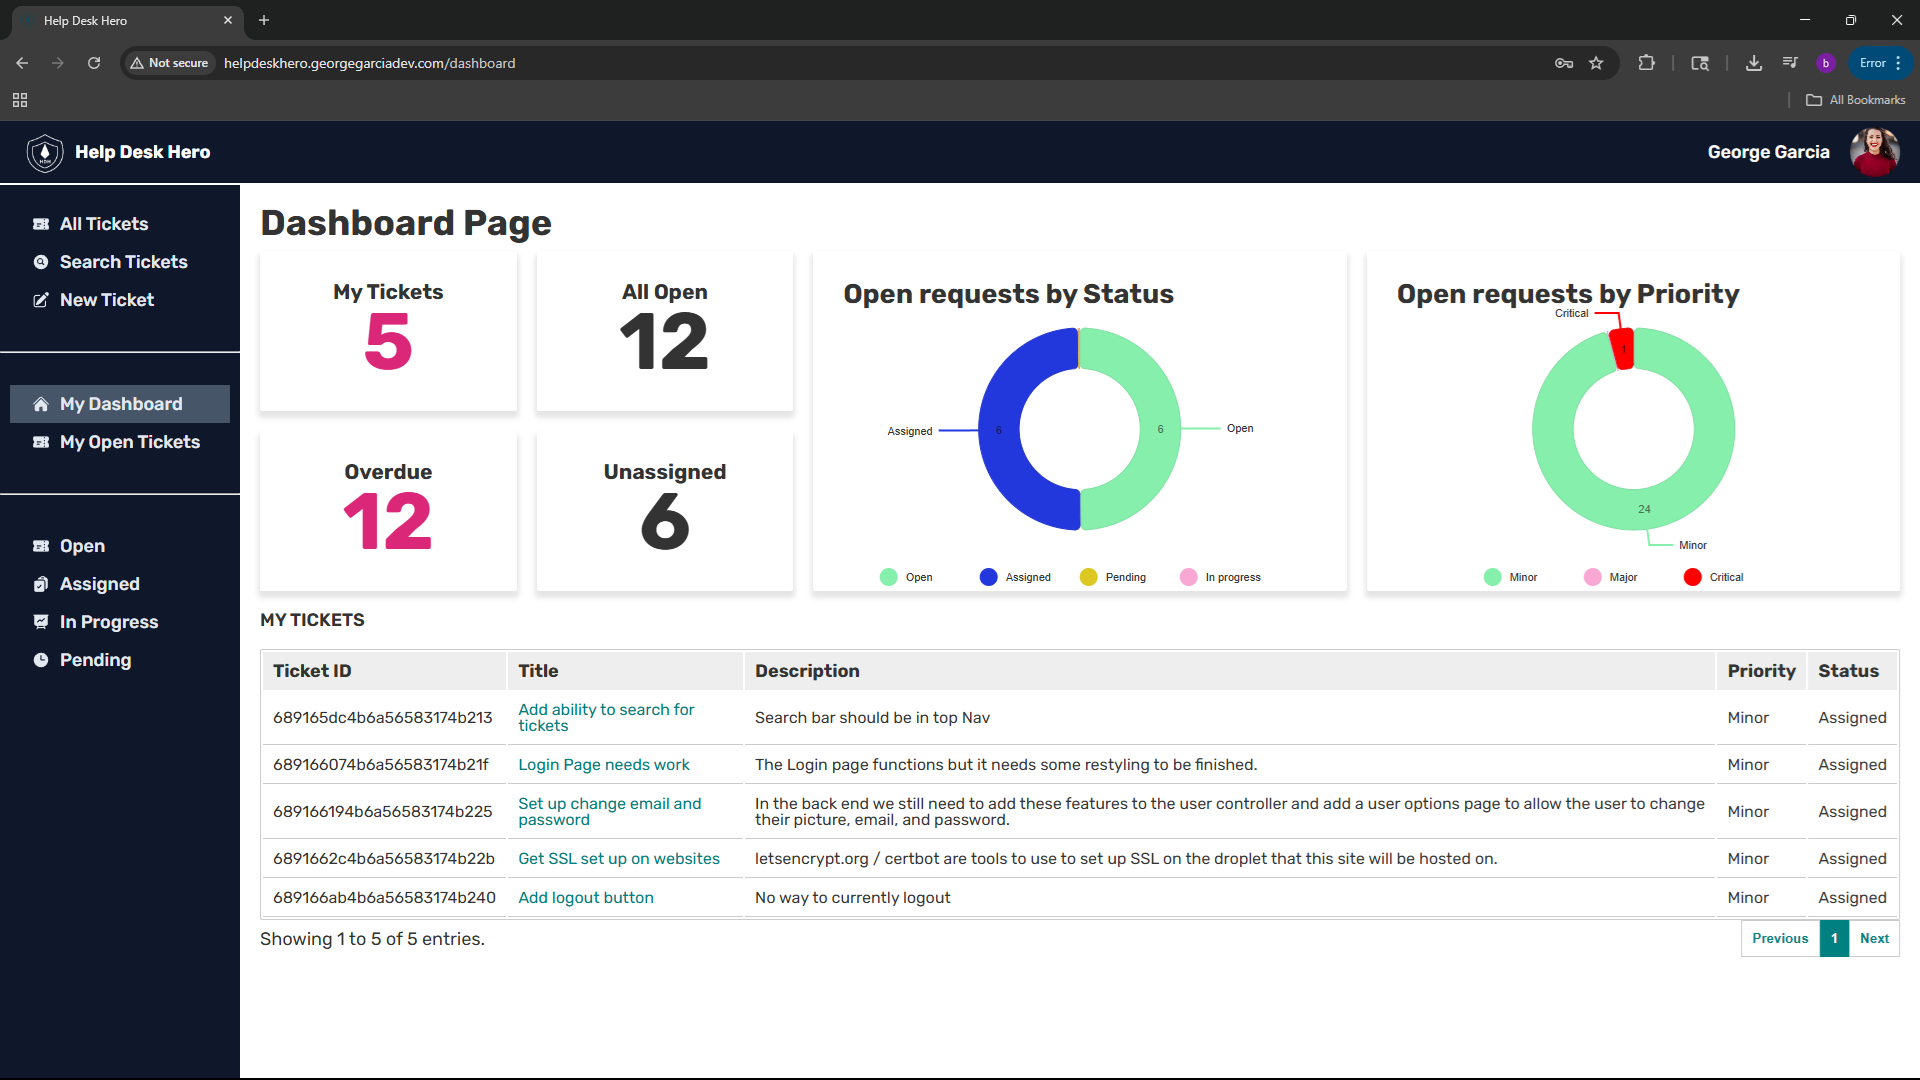 Help Desk Hero
Not secure
helpdeskhero.georgegarciadev.com/dashboard
b
Error
All Bookmarks
Help Desk Hero
George Garcia
All Tickets
Search Tickets
New Ticket
My Dashboard
My Open Tickets
Open
Assigned
In Progress
Pending
Dashboard Page
My Tickets
5
All Open
12
Overdue
12
Unassigned
6
Open requests by Status
Assigned
6
6
Open
Open
Assigned
Pending
In progress
Open requests by Priority
Critical
1
24
Minor
Minor
Major
Critical
MY TICKETS
Ticket ID Title Description Priority Status
689165dc4b6a56583174b213 Add ability to search for tickets Search bar should be in top Nav Minor Assigned
689166074b6a56583174b21f Login Page needs work The Login page functions but it needs some restyling to be finished. Minor Assigned
689166194b6a56583174b225 Set up change email and password In the back end we still need to add these features to the user controller and add a user options page to allow the user to change their picture, email, and password. Minor Assigned
6891662c4b6a56583174b22b Get SSL set up on websites letsencrypt.org / certbot are tools to use to set up SSL on the droplet that this site will be hosted on. Minor Assigned
689166ab4b6a56583174b240 Add logout button No way to currently logout Minor Assigned
Showing 1 to 5 of 5 entries.
Previous 1 Next